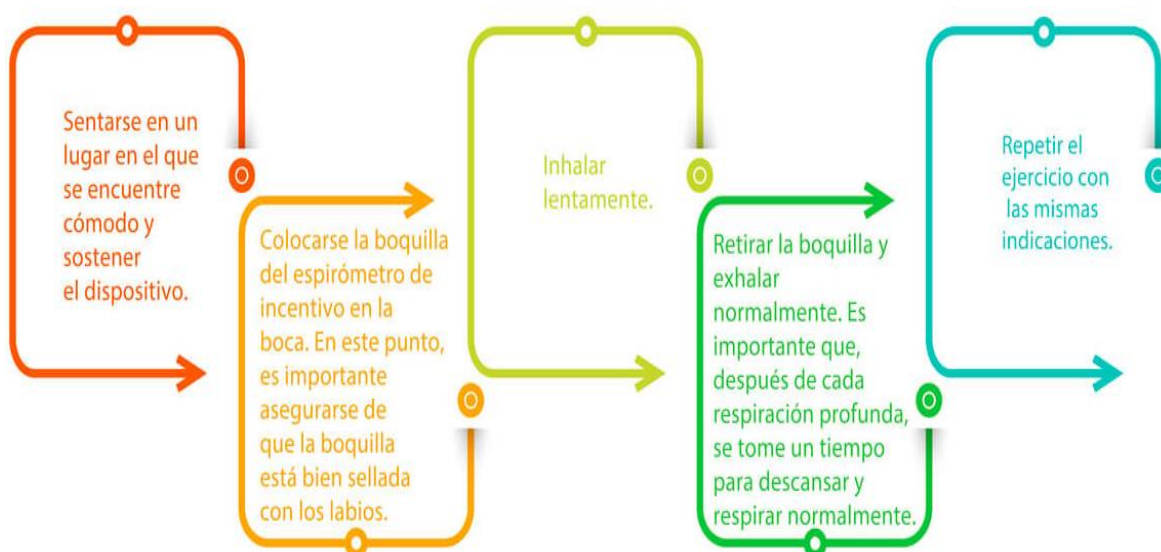 Sentarse en un
lugar en el que
se encuentre
cómodo y
sostener
el dispositivo.
Colocarse la boquilla
del espirómetro de
incentivo en la
boca. En este punto,
es importante
asegurarse de
que la boquilla
está bien sellada
con los labios.
Inhalar
lentamente.
Retirar la boquilla y
exhalar
normalmente. Es
importante que,
después de cada
respiración profunda,
se tome un tiempo
para descansar y
respirar normalmente.
Repetir el
ejercicio con
las mismas
indicaciones.